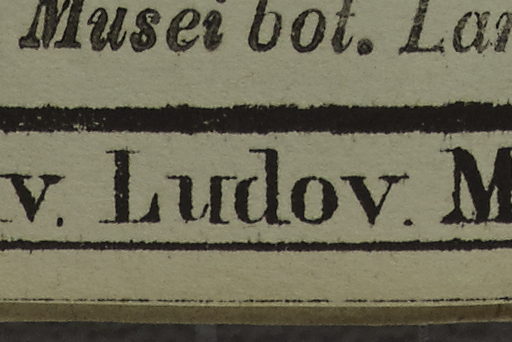 Musei bot.
v. Ludov.